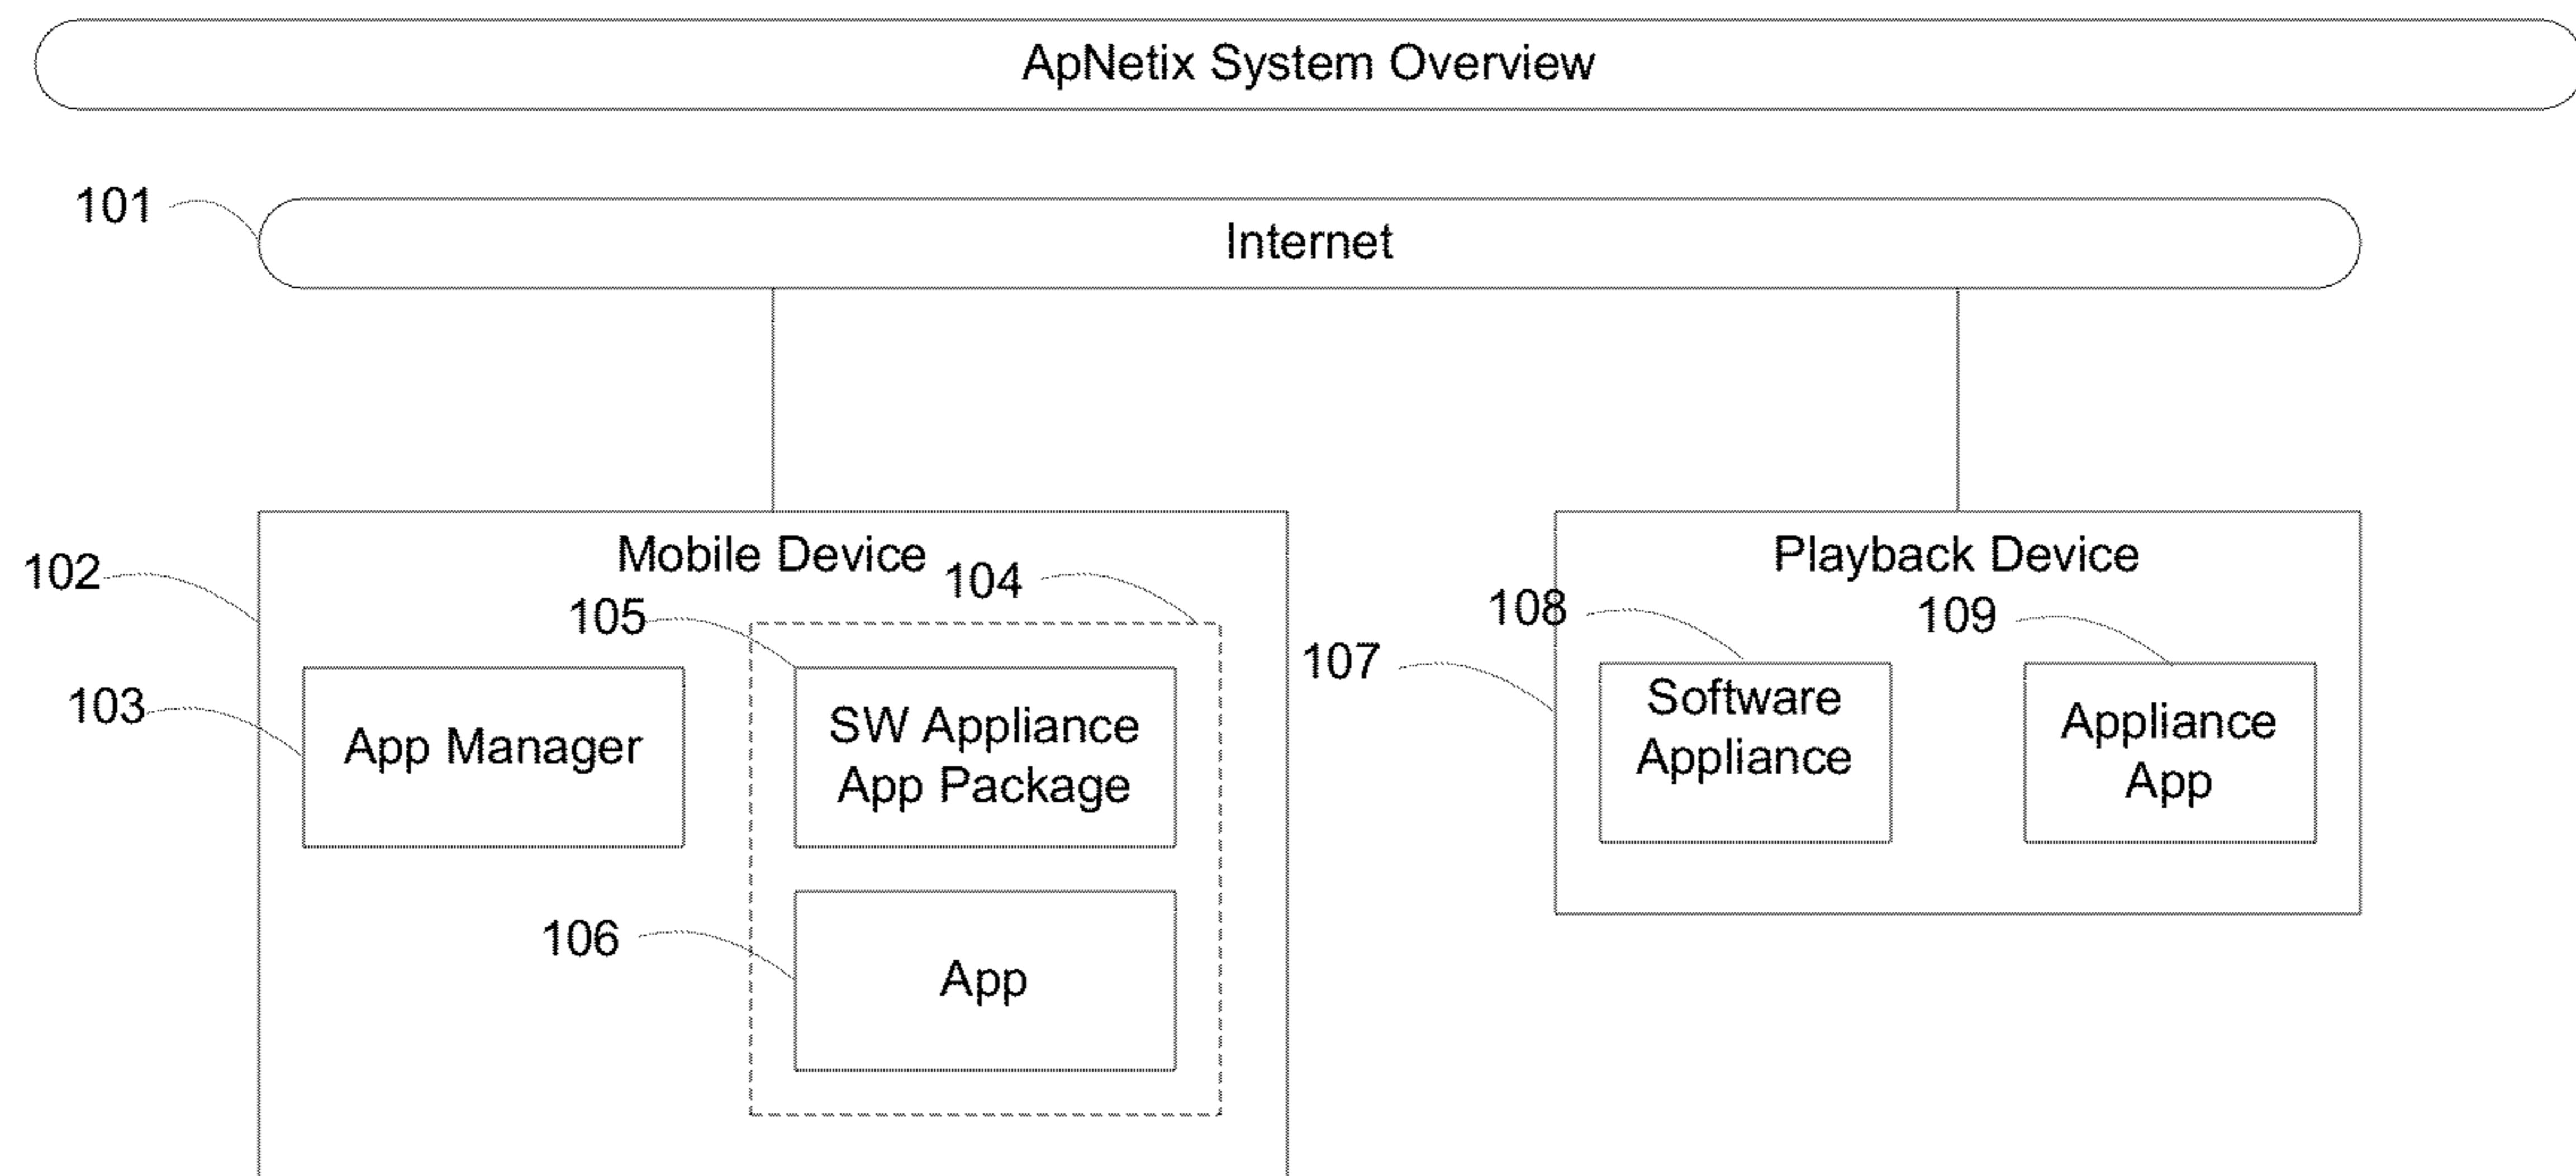 ApNetix System Overview
101
Internet
102
Mobile Device
104
105
103
App Manager
SW Appliance
App Package
106
App
Playback Device
108
109
107
Software
Appliance
Appliance
App